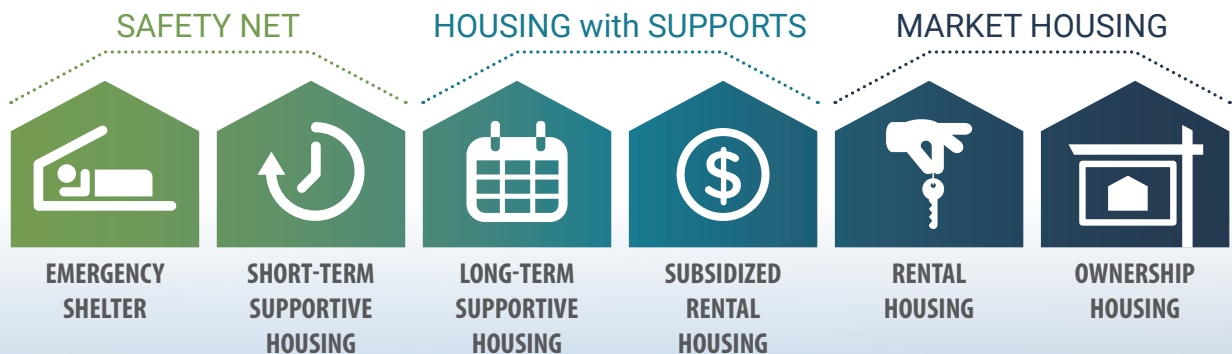 SAFETY NET
HOUSING with SUPPORTS
MARKET HOUSING
$
EMERGENCY
SHELTER
SHORT-TERM
SUPPORTIVE
HOUSING
LONG-TERM
SUPPORTIVE
HOUSING
SUBSIDIZED
RENTAL
HOUSING
RENTAL
HOUSING
OWNERSHIP
HOUSING